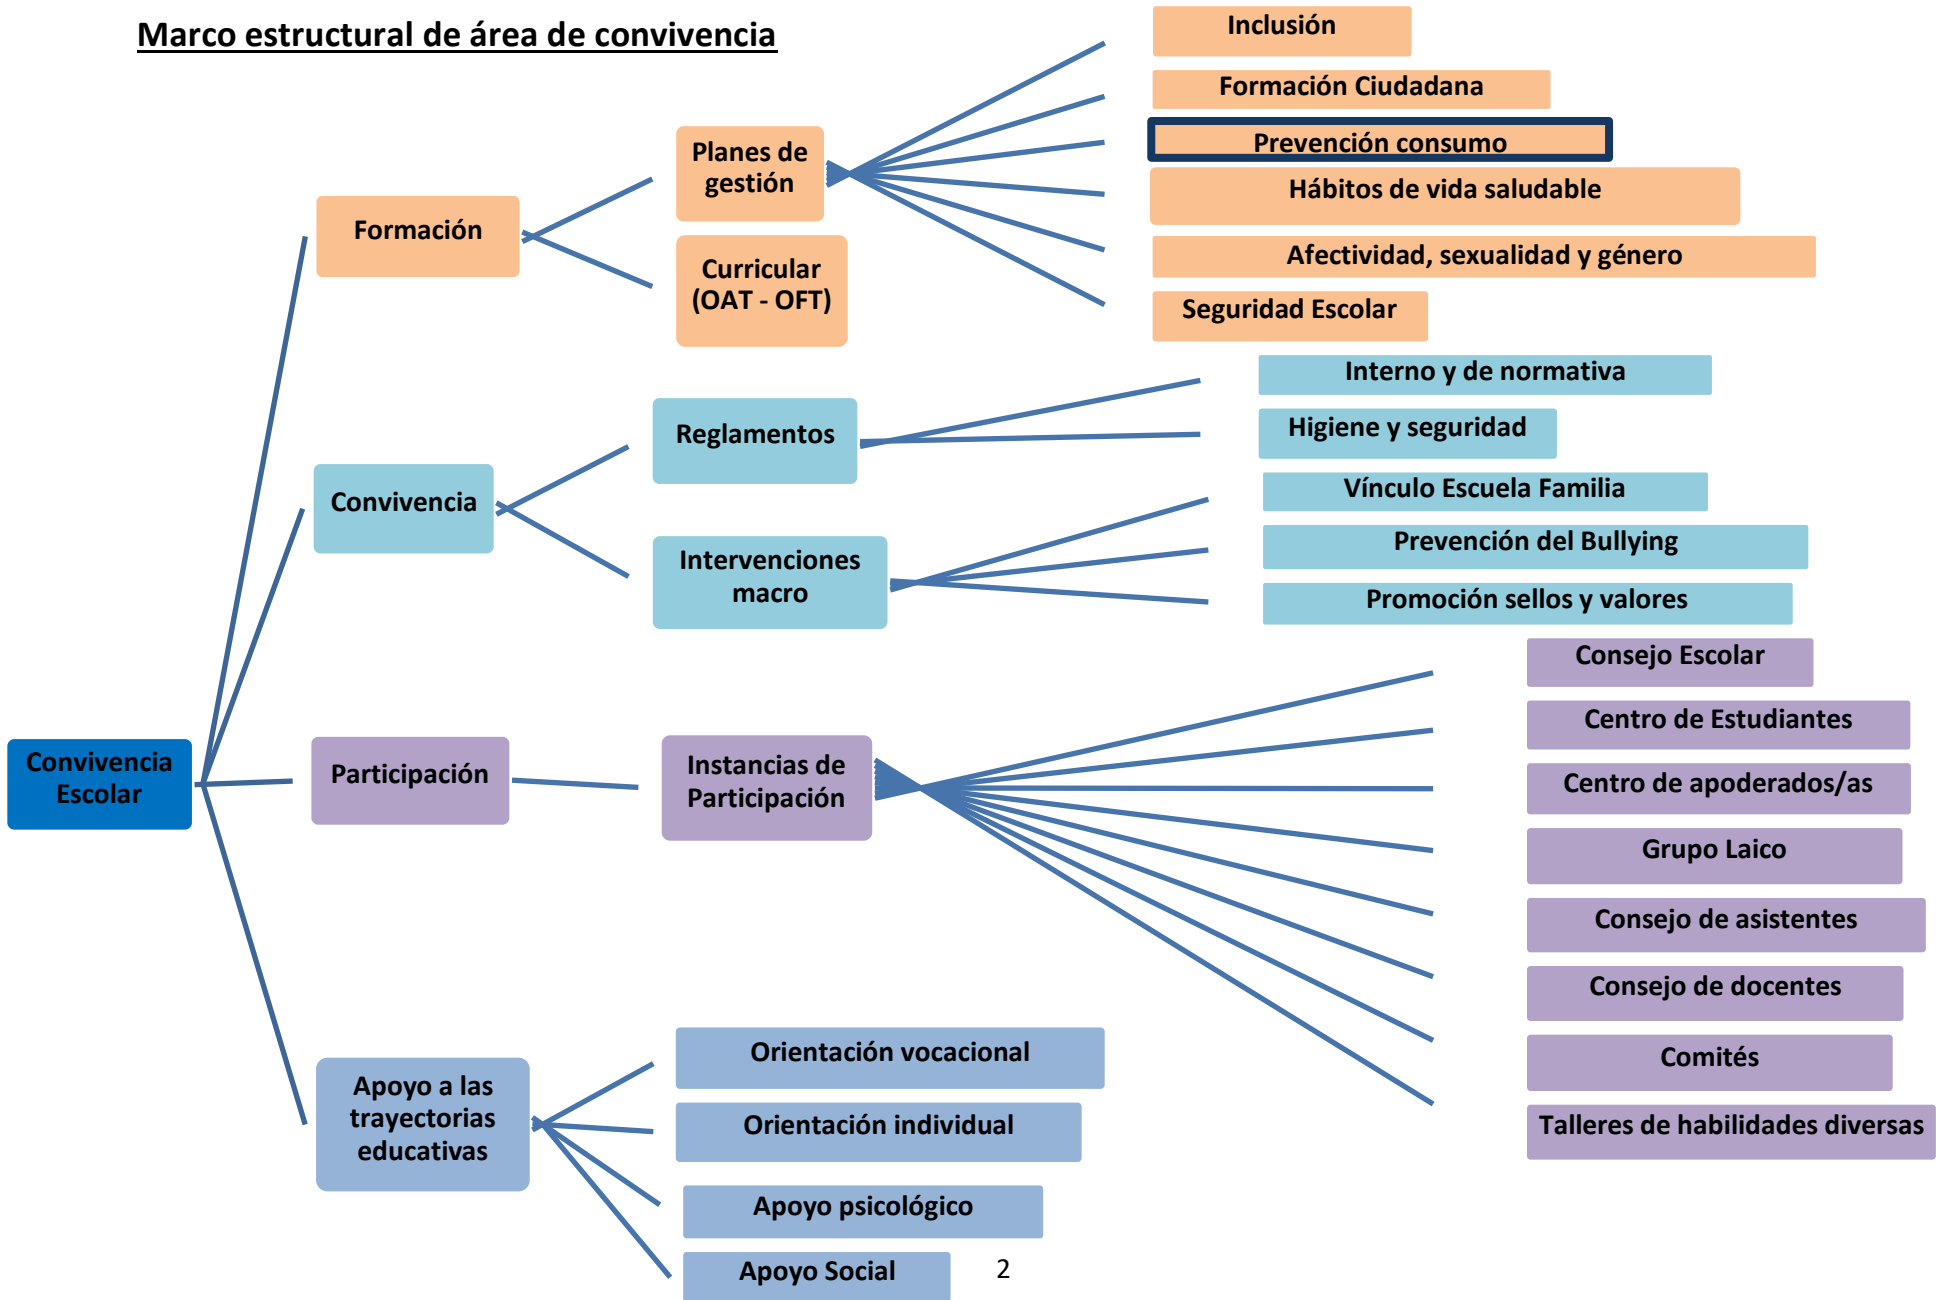 Marco estructural de área de convivencia
Convivencia
Escolar
Formación
Planes de
gestión
Inclusión
Formación Ciudadana
Prevención consumo
Hábitos de vida saludable
Afectividad, sexualidad y género
Seguridad Escolar
Curricular
(OAT - OFT)
Convivencia
Reglamentos
Interno y de normativa
Higiene y seguridad
Intervenciones
macro
Vínculo Escuela Familia
Prevención del Bullying
Promoción sellos y valores
Participación
Instancias de
Participación
Consejo Escolar
Centro de Estudiantes
Centro de apoderados/as
Grupo Laico
Consejo de asistentes
Consejo de docentes
Comités
Talleres de habilidades diversas
Apoyo a las
trayectorias
educativas
Orientación vocacional
Orientación individual
Apoyo psicológico
Apoyo Social
2